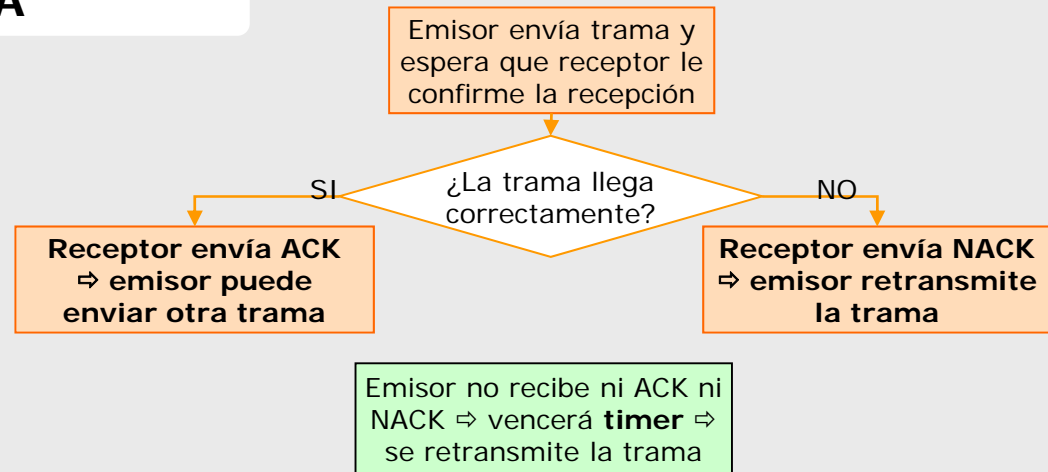 A
Emisor envía trama y
espera que receptor le
confirme la recepción
¿La trama llega
correctamente?
SI
NO
Receptor envía ACK
⇨ emisor puede
enviar otra trama
Receptor envía NACK
⇨ emisor retransmite
la trama
Emisor no recibe ni ACK ni
NACK ⇨ vencerá timer ⇨
se retransmite la trama